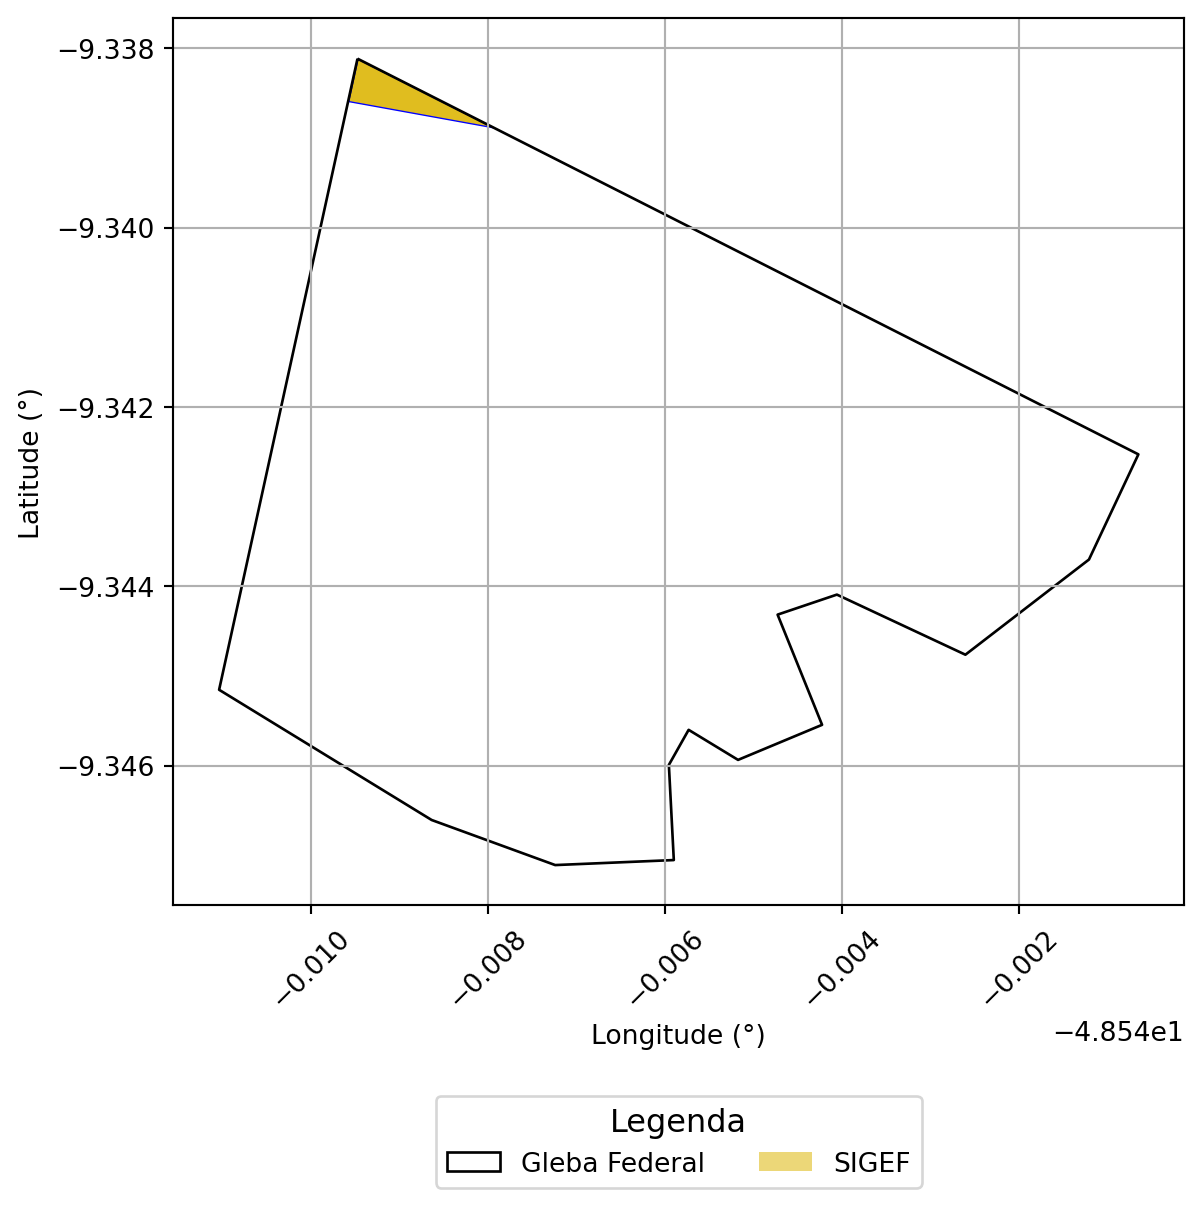 −9.338
−9.340
−9.342
−9.344
−9.346
Latitude (°)
−0.010
−0.008
−0.006
−0.004
−0.002
Longitude (°)
−4.854e1
Legenda
Gleba Federal
SIGEF